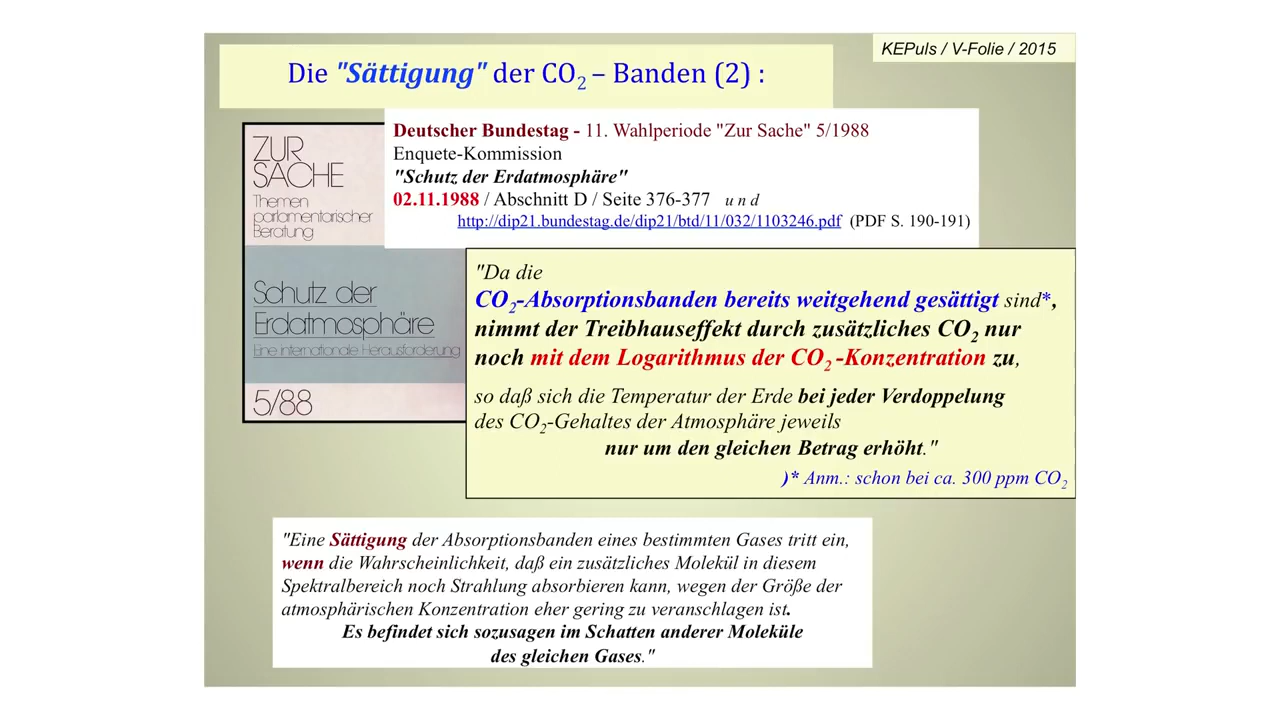 KEPuls / V-Folie / 2015
Die "Sättigung" der CO₂ – Banden (2) :
Deutscher Bundestag - 11. Wahlperiode "Zur Sache" 5/1988
Enquete-Kommission
"Schutz der Erdatmosphäre"
02.11.1988 / Abschnitt D / Seite 376-377 und
http://dip21.bundestag.de/dip21/btd/11/032/1103246.pdf (PDF S. 190-191)
ZUR
SACHE
Themen
parlamentarischer
Beratung
Schutz der
Erdatmosphäre
Eine internationale Herausforderung
5/88
"Da die
CO₂-Absorptionsbanden bereits weitgehend gesättigt sind*,
nimmt der Treibhauseffekt durch zusätzliches CO₂ nur
noch mit dem Logarithmus der CO₂ -Konzentration zu,
so daß sich die Temperatur der Erde bei jeder Verdoppelung
des CO₂-Gehaltes der Atmosphäre jeweils
nur um den gleichen Betrag erhöht."
)* Anm.: schon bei ca. 300 ppm CO₂
"Eine Sättigung der Absorptionsbanden eines bestimmten Gases tritt ein,
wenn die Wahrscheinlichkeit, daß ein zusätzliches Molekül in diesem
Spektralbereich noch Strahlung absorbieren kann, wegen der Größe der
atmosphärischen Konzentration eher gering zu veranschlagen ist.
Es befindet sich sozusagen im Schatten anderer Moleküle
des gleichen Gases."